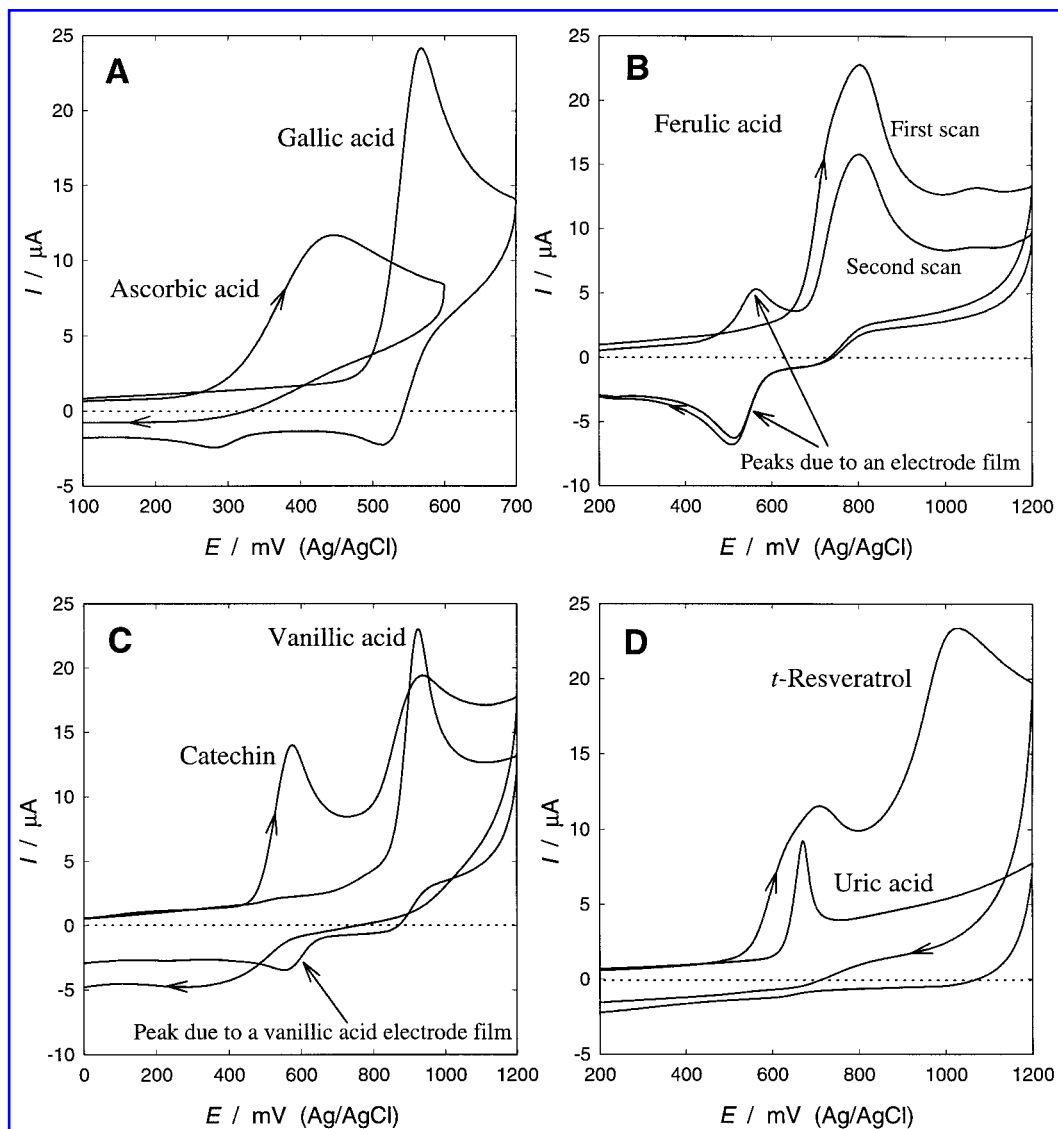 A
Gallic acid
Ascorbic acid
25
20
15
10
5
0
-5
100 200 300 400 500 600 700
I / μA
E / mV (Ag/AgCl)
B
Ferulic acid
First scan
Second scan
Peaks due to an electrode film
25
20
15
10
5
0
-5
-10
200 400 600 800 1000 1200
I / μA
E / mV (Ag/AgCl)
C
Vanillic acid
Catechin
Peak due to a vanillic acid electrode film
25
20
15
10
5
0
-5
-10
0 200 400 600 800 1000 1200
I / μA
E / mV (Ag/AgCl)
D
t-Resveratrol
Uric acid
25
20
15
10
5
0
-5
200 400 600 800 1000 1200
I / μA
E / mV (Ag/AgCl)